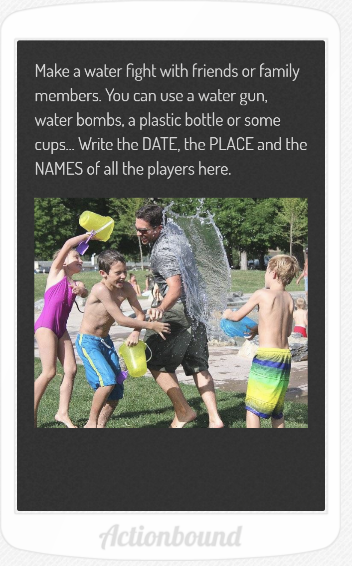 Make a water fight with friends or family
members. You can use a water gun,
water bombs, a plastic bottle or some
cups... Write the DATE, the PLACE and the
NAMES of all the players here.
Actionbound